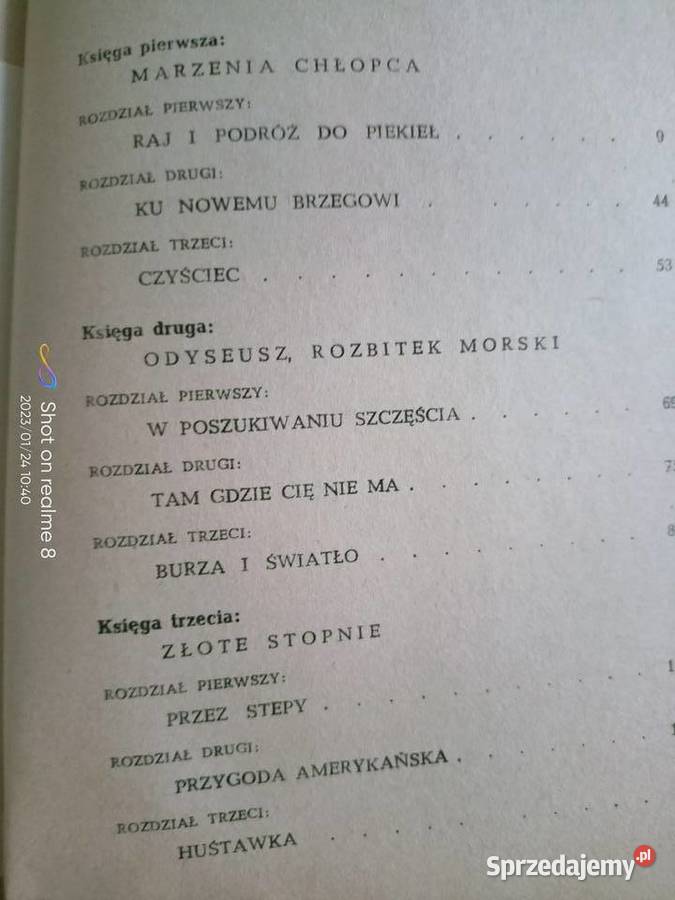 Księga pierwsza:
MARZENIA CHŁOPCA
ROZDZIAŁ PIERWSZY:
RAJ I PODRÓŻ DO PIEKIEŁ . . . . . . 9
ROZDZIAŁ DRUGI:
KU NOWEMU BRZEGOWI . . . . . . 44
ROZDZIAŁ TRZECI:
CZYŚCIEC . . . . . . . . . . . 53
Księga druga:
ODYSEUSZ, ROZBITEK MORSKI
ROZDZIAŁ PIERWSZY:
W POSZUKIWANIU SZCZĘŚCIA . . . . . .
ROZDZIAŁ DRUGI:
TAM GDZIE CIĘ NIE MA . . . . . . .
ROZDZIAŁ TRZECI:
BURZA I ŚWIATŁO . . . . . . . .
Księga trzecia:
ZŁOTE STOPNIE
ROZDZIAŁ PIERWSZY:
PRZEZ STEPY . . . . . . . . . .
ROZDZIAŁ DRUGI:
PRZYGODA AMERYKAŃSKA . . . . . .
ROZDZIAŁ TRZECI:
HUŚTAWKA . . . . . . . . .
Shot on realme 8
2023/01/24 10:40
Sprzedajemy.pl